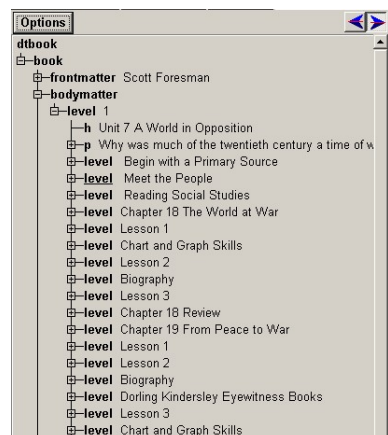 Options
dtbook
book
frontmatter Scott Foresman
bodymatter
level 1
h Unit 7 A World in Opposition
p Why was much of the twentieth century a time of w
level Begin with a Primary Source
level Meet the People
level Reading Social Studies
level Chapter 18 The World at War
level Lesson 1
level Chart and Graph Skills
level Lesson 2
level Biography
level Lesson 3
level Chapter 18 Review
level Chapter 19 From Peace to War
level Lesson 1
level Lesson 2
level Biography
level Dorling Kindersley Eyewitness Books
level Lesson 3
level Chart and Graph Skills